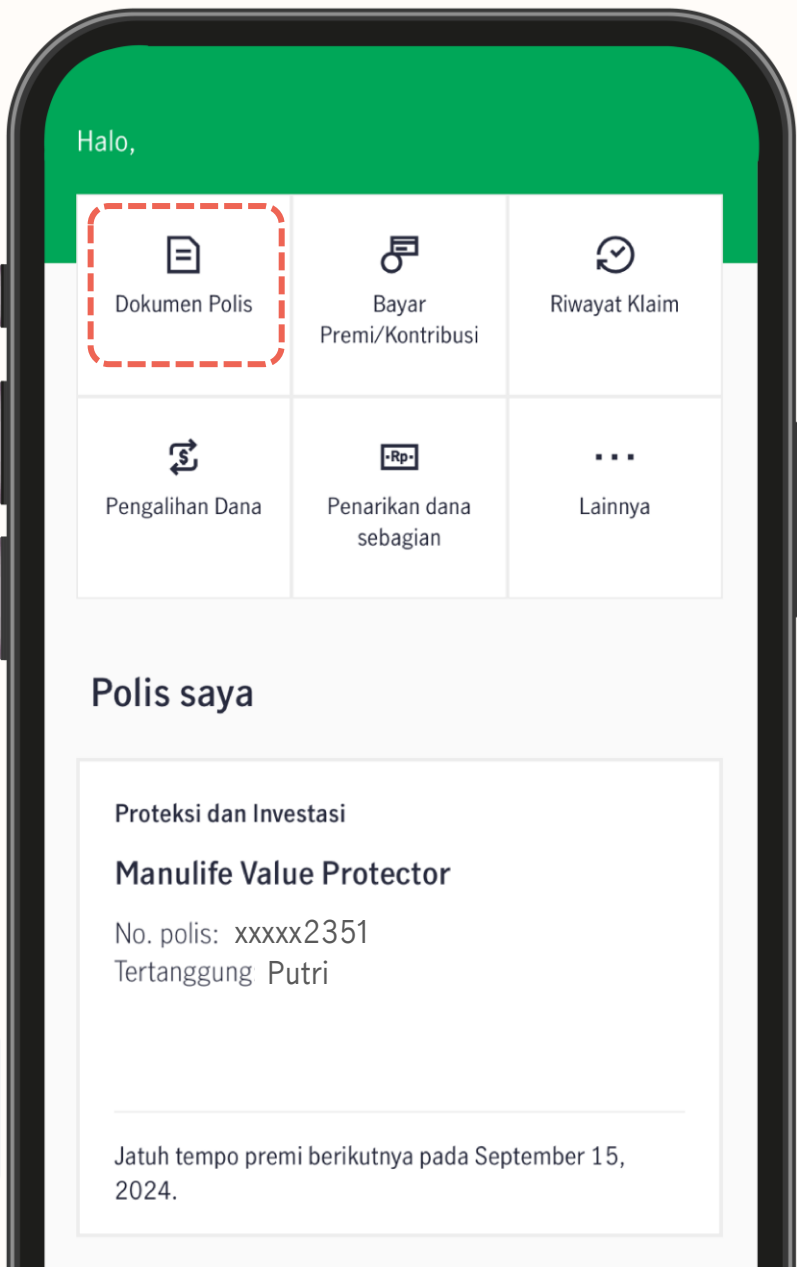 Halo,
Dokumen Polis
Bayar
Premi/Kontribusi
Riwayat Klaim
$
Pengalihan Dana
-Rp-
Penarikan dana
sebagian
Lainnya
Polis saya
Proteksi dan Investasi
Manulife Value Protector
No. polis: xxxxx2351
Tertanggung Putri
Jatuh tempo premi berikutnya pada September 15,
2024.